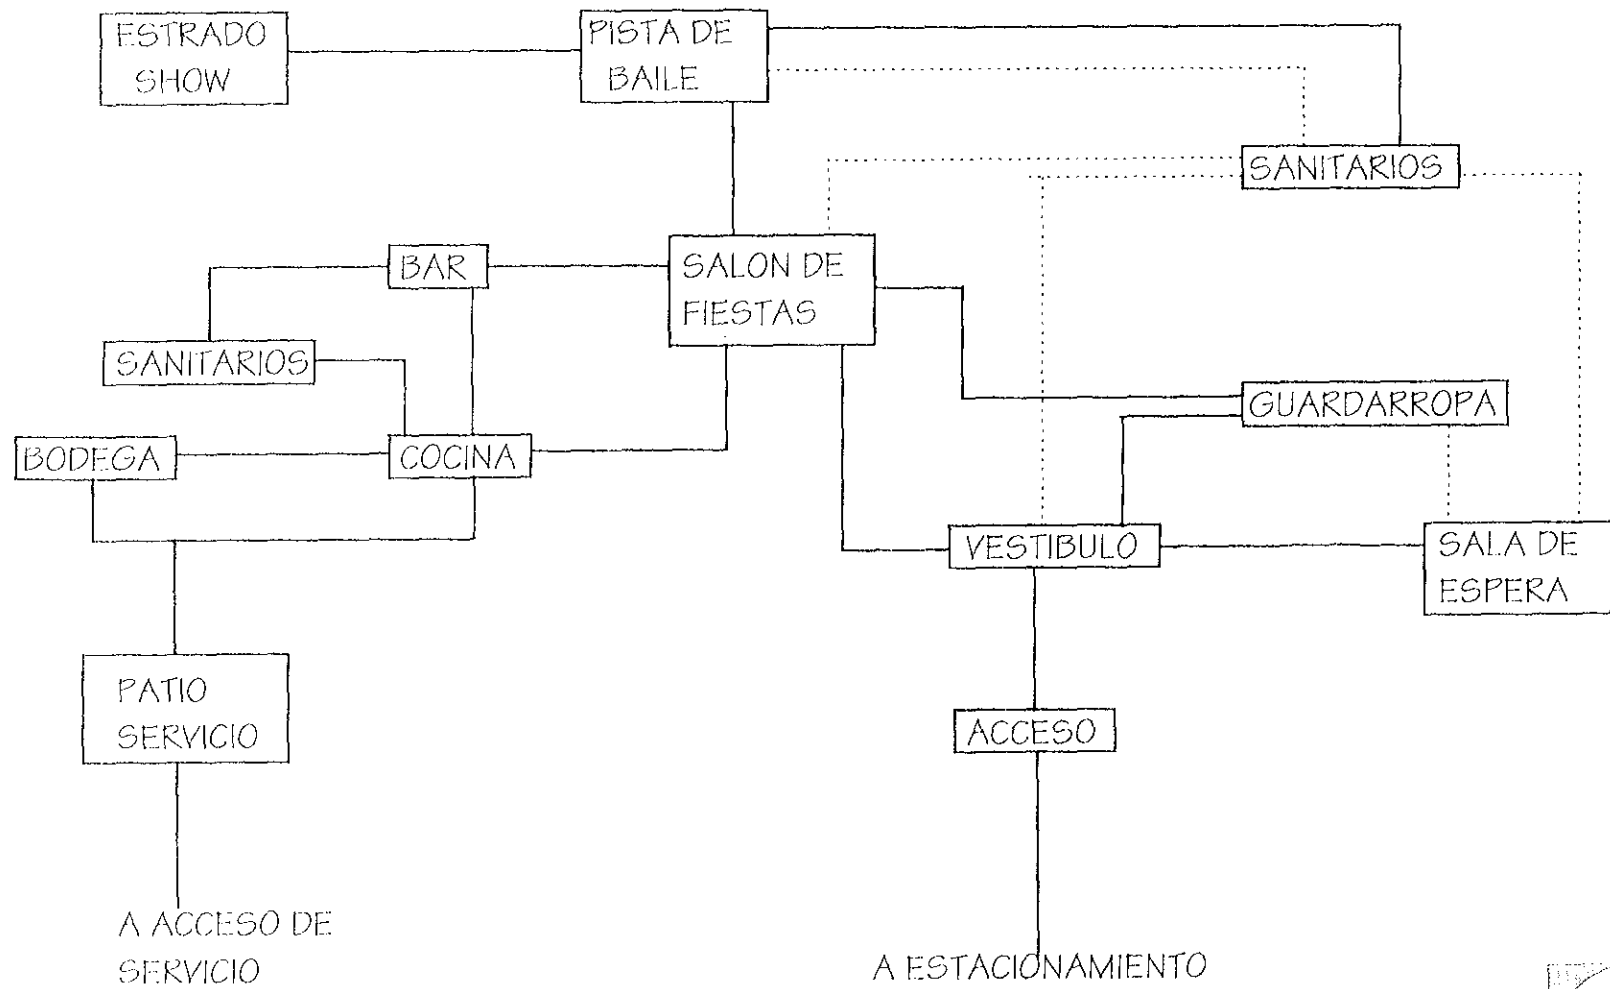 ESTRADO
SHOW
PISTA DE
BAILE
SANITARIOS
BAR
SALON DE
FIESTAS
SANITARIOS
GUARDARROPA
BODEGA
COCINA
VESTIBULO
SALA DE
ESPERA
PATIO
SERVICIO
ACCESO
A ACCESO DE
SERVICIO
A ESTACIONAMIENTO